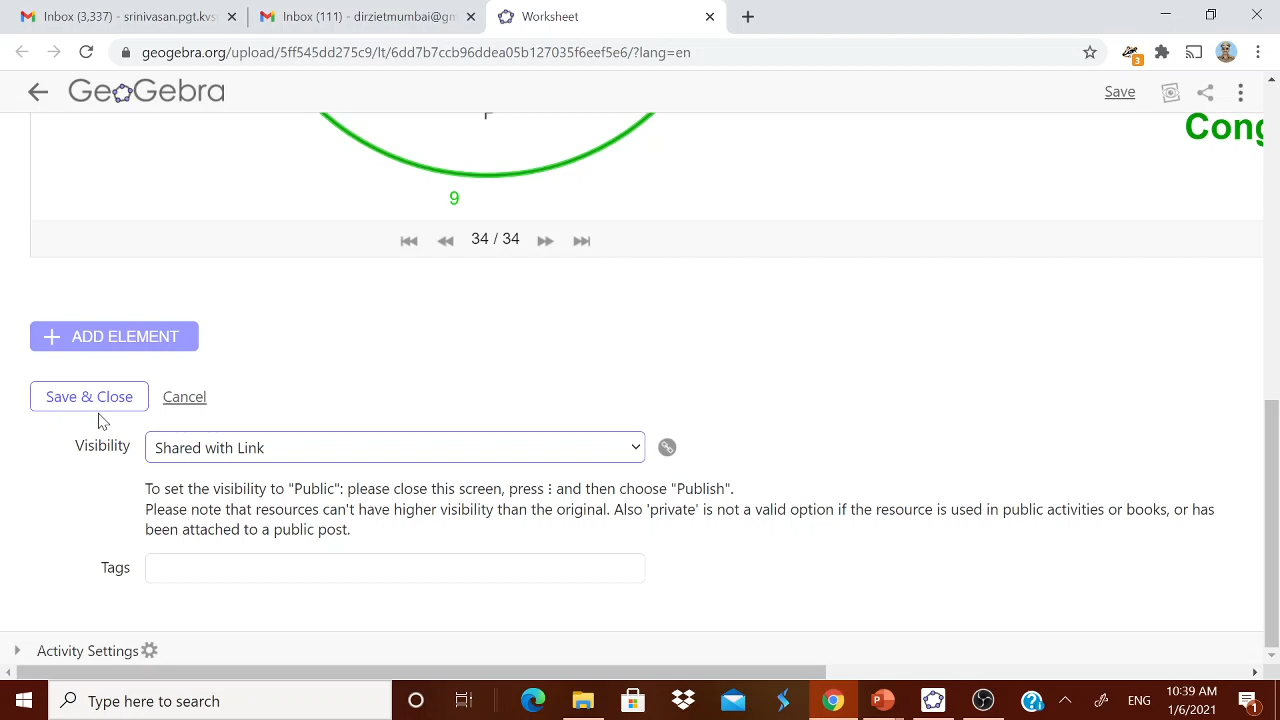 Inbox (3,337) - srinivasan.pgt.kvs
Inbox (111) - dirzietmumbai@gm
Worksheet
geogebra.org/upload/5ff545dd275c9/lt/6dd7b7ccb96ddea05b127035f6eef5e6/?lang=en
3
GeoGebra
Save
Cong
9
34 / 34
ADD ELEMENT
Save & Close
Cancel
Visibility
Shared with Link
To set the visibility to "Public": please close this screen, press ⋮ and then choose "Publish".
Please note that resources can't have higher visibility than the original. Also 'private' is not a valid option if the resource is used in public activities or books, or has
been attached to a public post.
Tags
Activity Settings
Type here to search
ENG
10:39 AM
1/6/2021
1